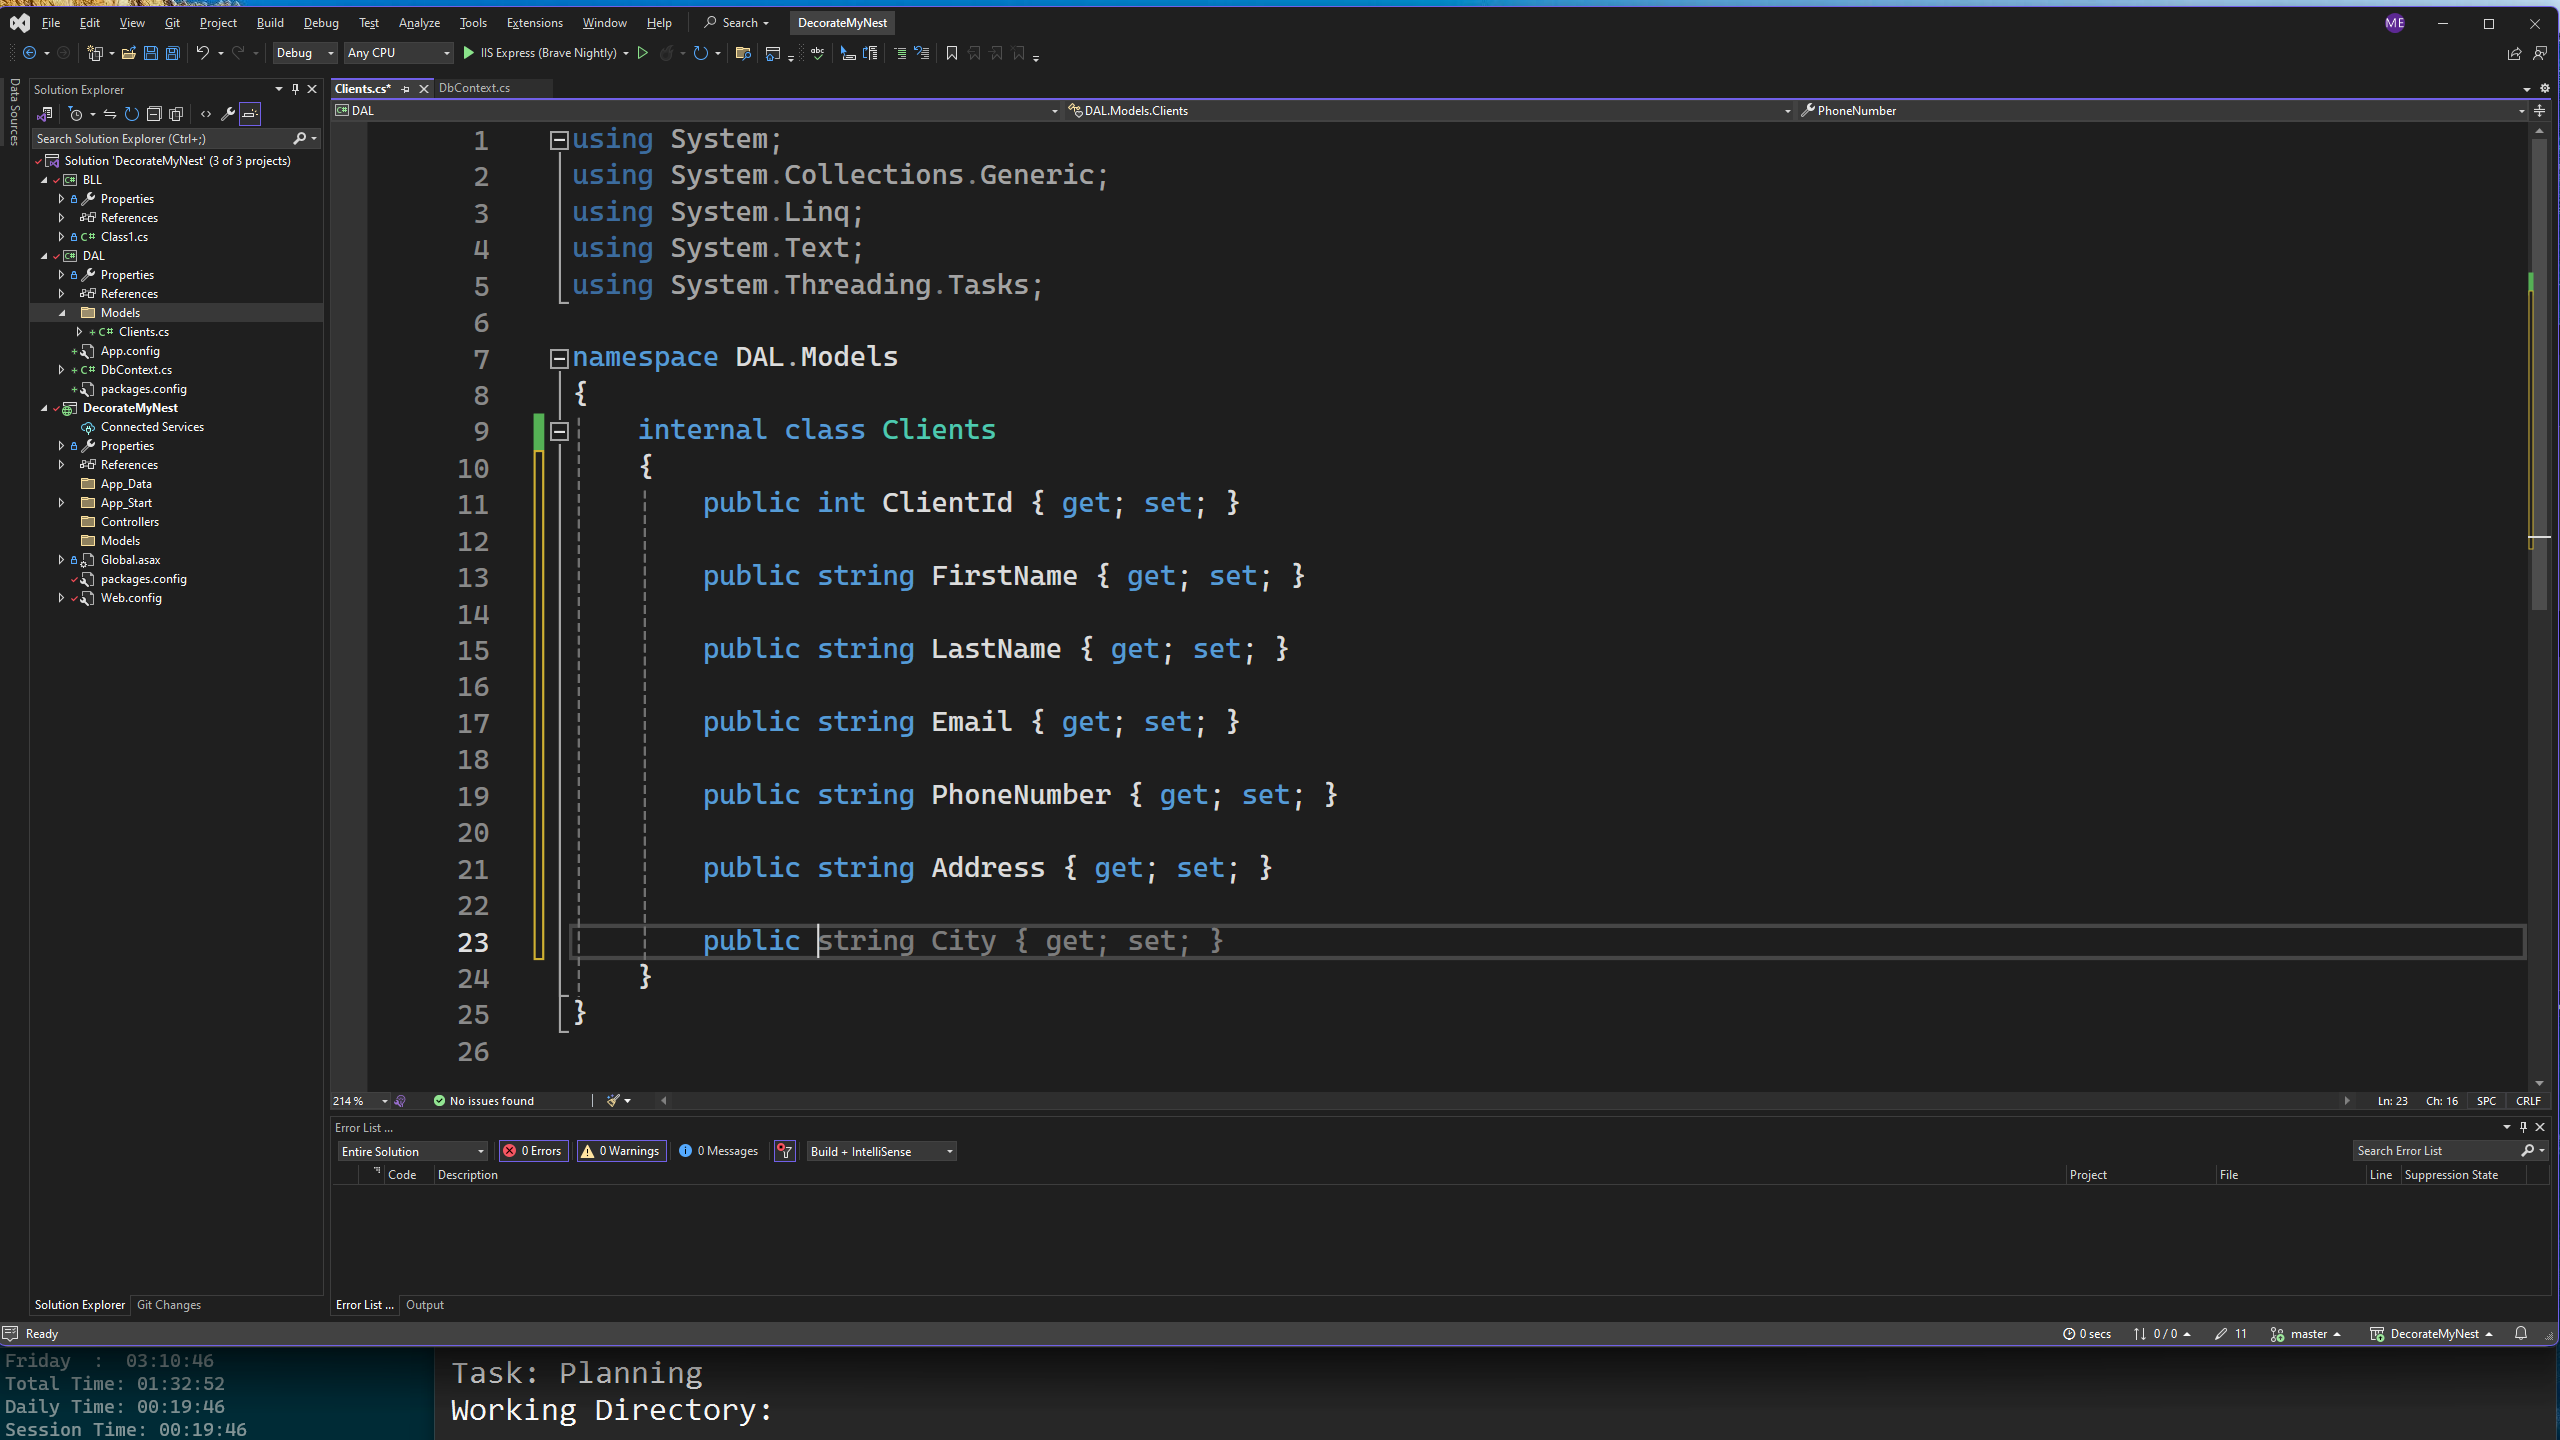 File Edit View Git Project Build Debug Test Analyze Tools Extensions Window Help Search DecorateMyNest ME
Debug Any CPU IIS Express (Brave Nightly)
Data Sources
Solution Explorer
Search Solution Explorer (Ctrl+;)
Solution 'DecorateMyNest' (3 of 3 projects)
BLL
Properties
References
C# Class1.cs
DAL
Properties
References
Models
C# Clients.cs
App.config
C# DbContext.cs
packages.config
DecorateMyNest
Connected Services
Properties
References
App_Data
App_Start
Controllers
Models
Global.asax
packages.config
Web.config
Solution Explorer Git Changes
Clients.cs* DbContext.cs
DAL DAL.Models.Clients PhoneNumber
1 using System;
2 using System.Collections.Generic;
3 using System.Linq;
4 using System.Text;
5 using System.Threading.Tasks;
6
7 namespace DAL.Models
8 {
9 internal class Clients
10 {
11 public int ClientId { get; set; }
12
13 public string FirstName { get; set; }
14
15 public string LastName { get; set; }
16
17 public string Email { get; set; }
18
19 public string PhoneNumber { get; set; }
20
21 public string Address { get; set; }
22
23 public string City { get; set; }
24 }
25 }
26
214 % No issues found Ln: 23 Ch: 16 SPC CRLF
Error List ...
Entire Solution 0 Errors 0 Warnings 0 Messages Build + IntelliSense Search Error List
Code Description Project File Line Suppression State
Error List ... Output
Ready 0 secs 0 / 0 11 master DecorateMyNest
Friday : 03:10:46
Total Time: 01:32:52
Daily Time: 00:19:46
Session Time: 00:19:46
Task: Planning
Working Directory: